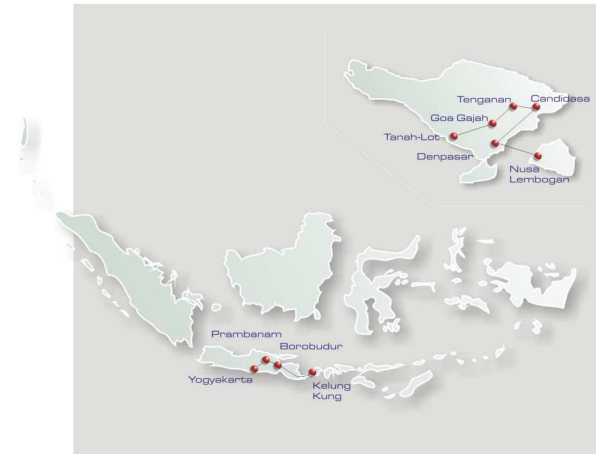 Tenganan
Candidasa
Goa Gajah
Tanah-Lot
Denpasar
Nusa
Lembogan
Prambanam
Borobudur
Yogyakarta
Kelung
Kung